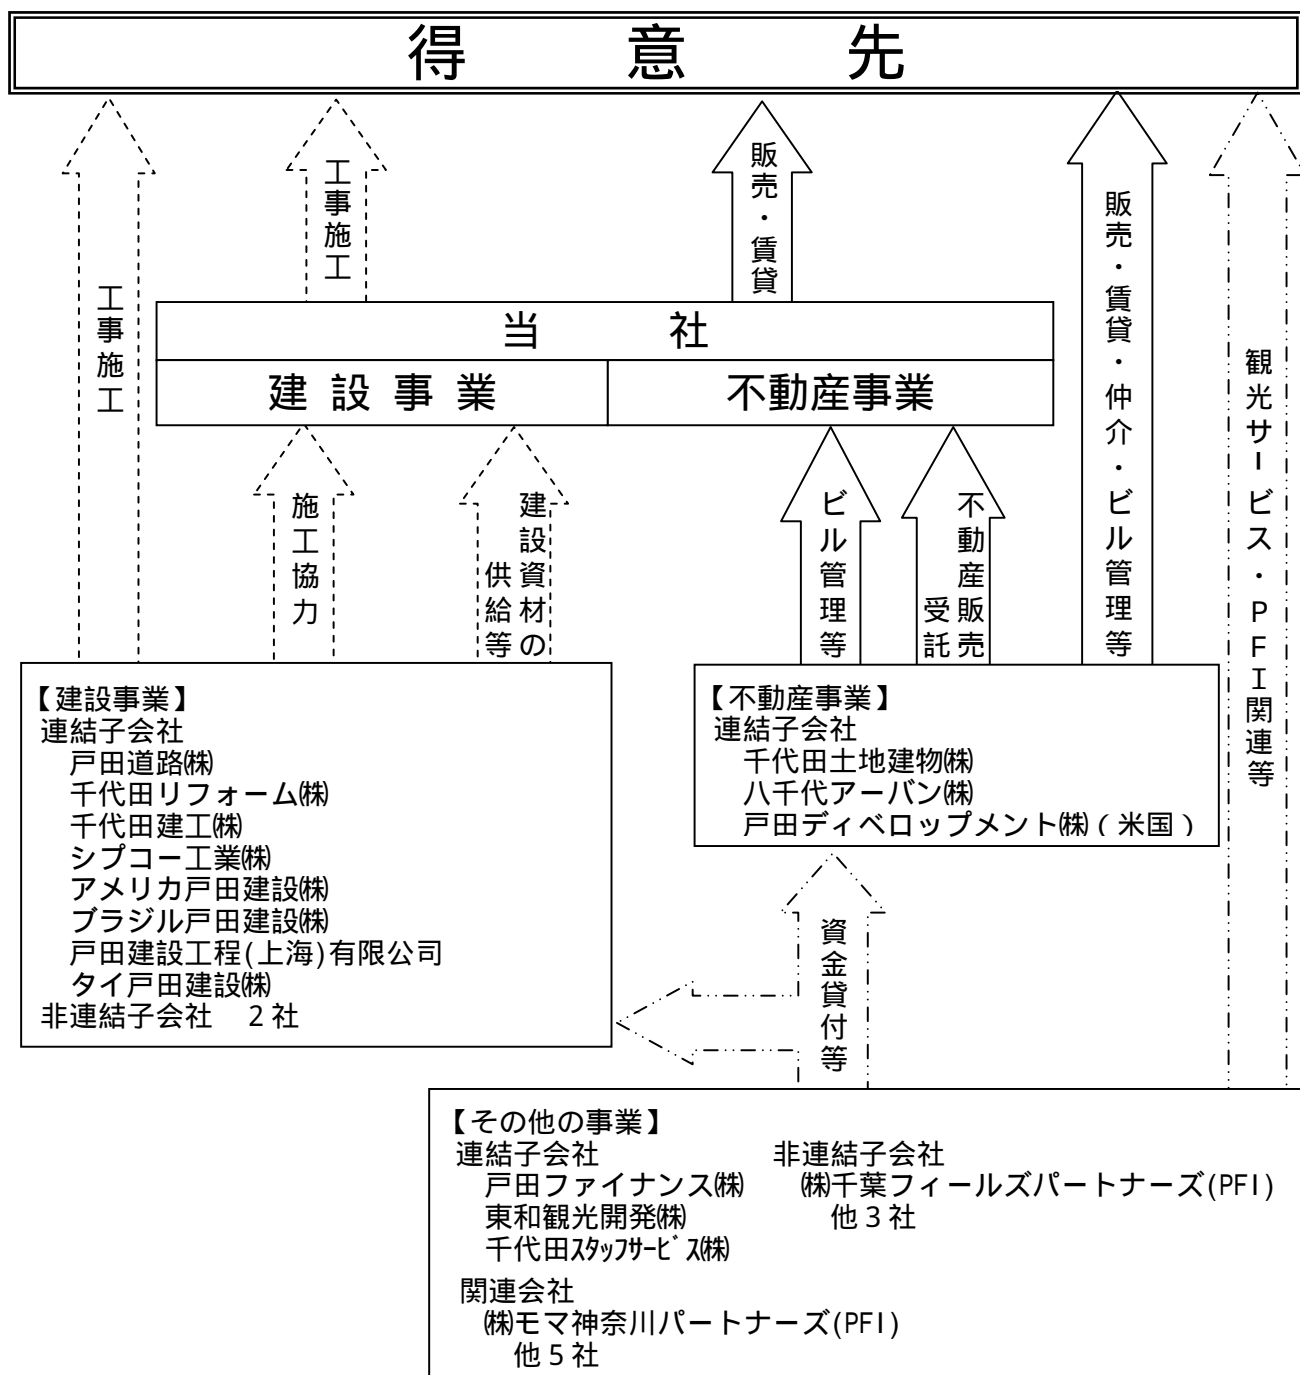 得意先
工事施工
工事施工
販売・賃貸
販売・賃貸・仲介・ビル管理等
観光サービス・PFI関連等
当社
建設事業
不動産事業
施工協力
建設資材の
供給等
ビル管理等
不動産販売
受託
【建設事業】
連結子会社
戸田道路㈱
千代田リフォーム㈱
千代田建工㈱
シプコー工業㈱
アメリカ戸田建設㈱
ブラジル戸田建設㈱
戸田建設工程(上海)有限公司
タイ戸田建設㈱
非連結子会社 2社
【不動産事業】
連結子会社
千代田土地建物㈱
八千代アーバン㈱
戸田ディベロップメント㈱(米国)
資金貸付等
【その他の事業】
連結子会社
戸田ファイナンス㈱
東和観光開発㈱
千代田ｽﾀｯﾌｻｰﾋﾞｽ㈱
非連結子会社
㈱千葉フィールズパートナーズ(PFI)
他3社
関連会社
㈱モマ神奈川パートナーズ(PFI)
他5社